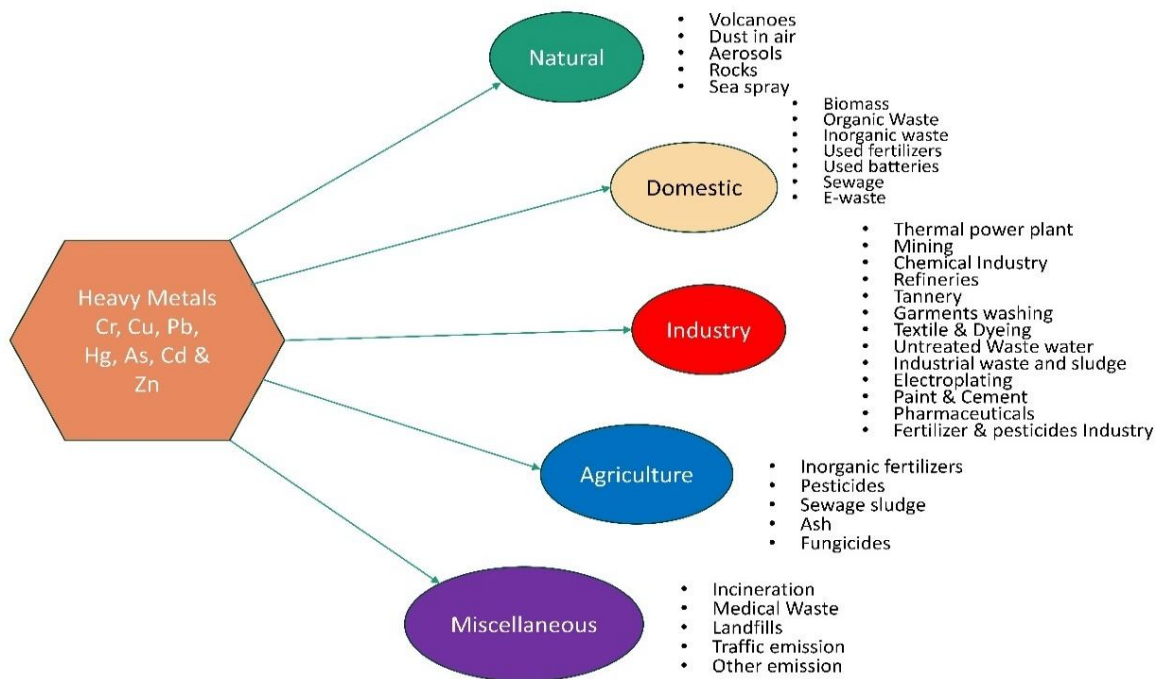 Heavy Metals
Cr, Cu, Pb,
Hg, As, Cd &
Zn
Natural
• Volcanoes
• Dust in air
• Aerosols
• Rocks
• Sea spray
Domestic
• Biomass
• Organic Waste
• Inorganic waste
• Used fertilizers
• Used batteries
• Sewage
• E-waste
Industry
• Thermal power plant
• Mining
• Chemical Industry
• Refineries
• Tannery
• Garments washing
• Textile & Dyeing
• Untreated Waste water
• Industrial waste and sludge
• Electroplating
• Paint & Cement
• Pharmaceuticals
• Fertilizer & pesticides Industry
Agriculture
• Inorganic fertilizers
• Pesticides
• Sewage sludge
• Ash
• Fungicides
Miscellaneous
• Incineration
• Medical Waste
• Landfills
• Traffic emission
• Other emission